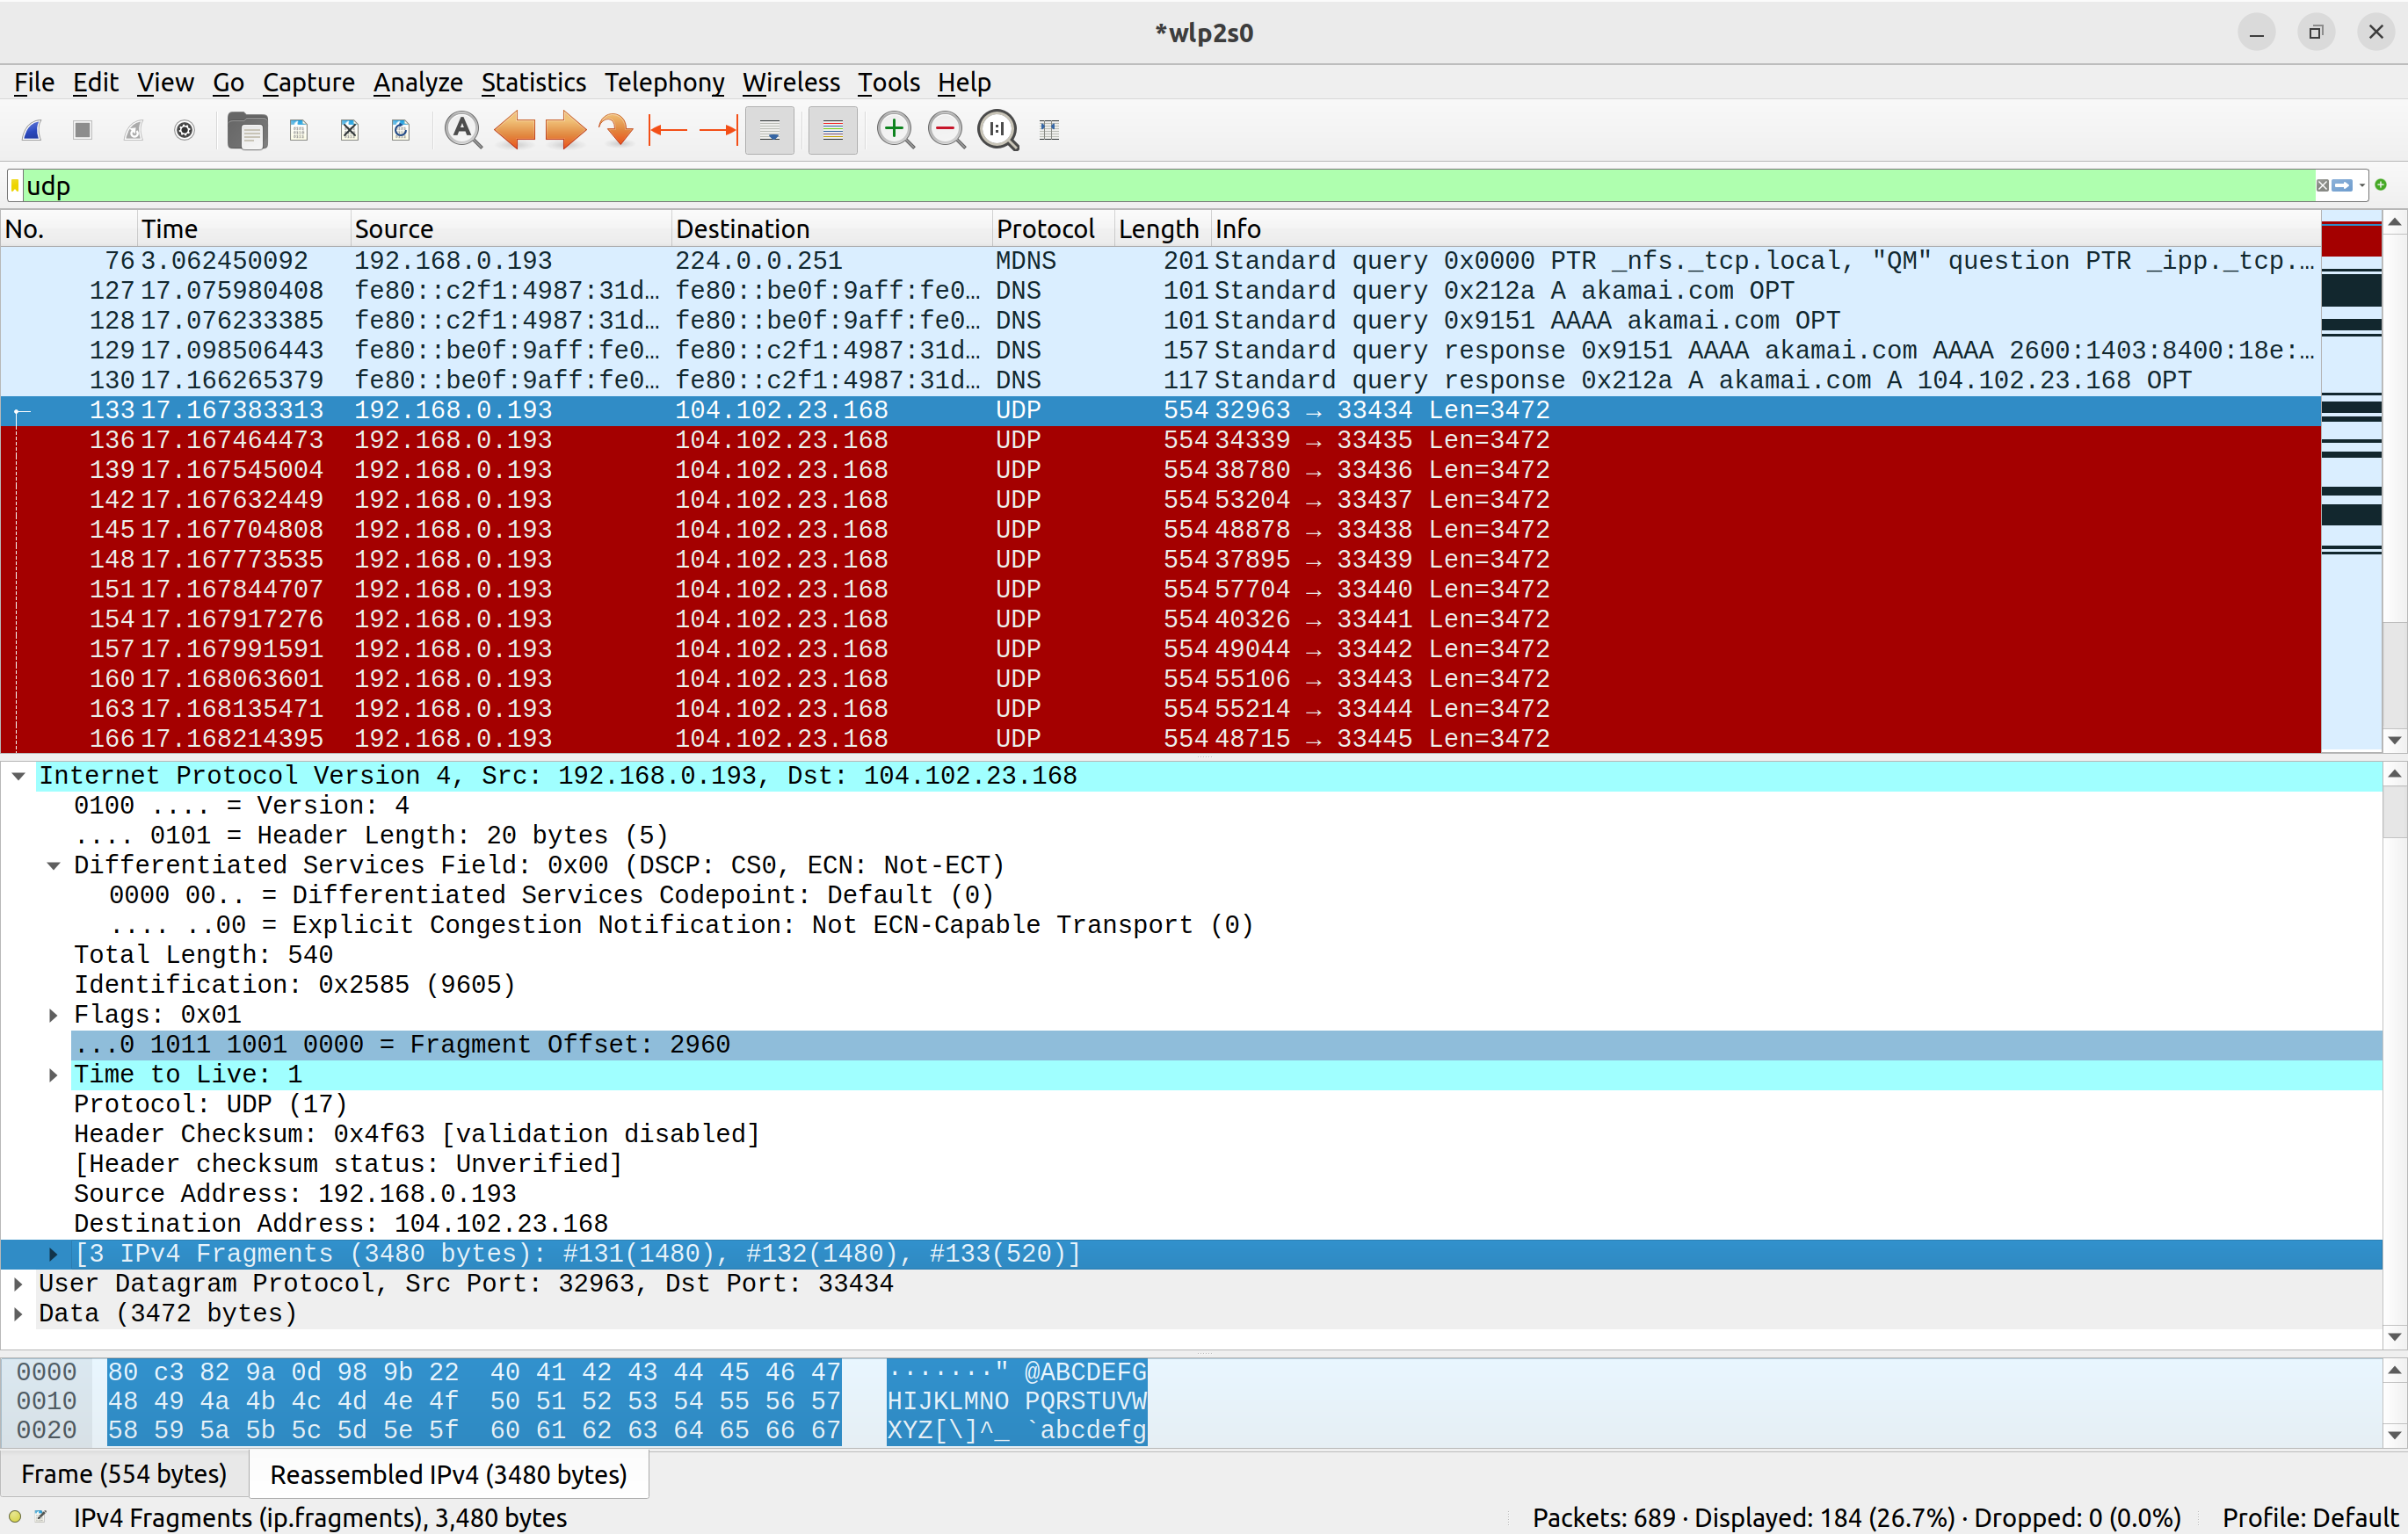 *wlp2s0
File Edit View Go Capture Analyze Statistics Telephony Wireless Tools Help
udp
No. Time Source Destination Protocol Length Info
76 3.062450092 192.168.0.193 224.0.0.251 MDNS 201 Standard query 0x0000 PTR _nfs._tcp.local, "QM" question PTR _ipp._tcp.…
127 17.075980408 fe80::c2f1:4987:31d… fe80::be0f:9aff:fe0… DNS 101 Standard query 0x212a A akamai.com OPT
128 17.076233385 fe80::c2f1:4987:31d… fe80::be0f:9aff:fe0… DNS 101 Standard query 0x9151 AAAA akamai.com OPT
129 17.098506443 fe80::be0f:9aff:fe0… fe80::c2f1:4987:31d… DNS 157 Standard query response 0x9151 AAAA akamai.com AAAA 2600:1403:8400:18e:…
130 17.166265379 fe80::be0f:9aff:fe0… fe80::c2f1:4987:31d… DNS 117 Standard query response 0x212a A akamai.com A 104.102.23.168 OPT
133 17.167383313 192.168.0.193 104.102.23.168 UDP 554 32963 → 33434 Len=3472
136 17.167464473 192.168.0.193 104.102.23.168 UDP 554 34339 → 33435 Len=3472
139 17.167545004 192.168.0.193 104.102.23.168 UDP 554 38780 → 33436 Len=3472
142 17.167632449 192.168.0.193 104.102.23.168 UDP 554 53204 → 33437 Len=3472
145 17.167704808 192.168.0.193 104.102.23.168 UDP 554 48878 → 33438 Len=3472
148 17.167773535 192.168.0.193 104.102.23.168 UDP 554 37895 → 33439 Len=3472
151 17.167844707 192.168.0.193 104.102.23.168 UDP 554 57704 → 33440 Len=3472
154 17.167917276 192.168.0.193 104.102.23.168 UDP 554 40326 → 33441 Len=3472
157 17.167991591 192.168.0.193 104.102.23.168 UDP 554 49044 → 33442 Len=3472
160 17.168063601 192.168.0.193 104.102.23.168 UDP 554 55106 → 33443 Len=3472
163 17.168135471 192.168.0.193 104.102.23.168 UDP 554 55214 → 33444 Len=3472
166 17.168214395 192.168.0.193 104.102.23.168 UDP 554 48715 → 33445 Len=3472
Internet Protocol Version 4, Src: 192.168.0.193, Dst: 104.102.23.168
0100 .... = Version: 4
.... 0101 = Header Length: 20 bytes (5)
Differentiated Services Field: 0x00 (DSCP: CS0, ECN: Not-ECT)
0000 00.. = Differentiated Services Codepoint: Default (0)
.... ..00 = Explicit Congestion Notification: Not ECN-Capable Transport (0)
Total Length: 540
Identification: 0x2585 (9605)
Flags: 0x01
...0 1011 1001 0000 = Fragment Offset: 2960
Time to Live: 1
Protocol: UDP (17)
Header Checksum: 0x4f63 [validation disabled]
[Header checksum status: Unverified]
Source Address: 192.168.0.193
Destination Address: 104.102.23.168
[3 IPv4 Fragments (3480 bytes): #131(1480), #132(1480), #133(520)]
User Datagram Protocol, Src Port: 32963, Dst Port: 33434
Data (3472 bytes)
0000 80 c3 82 9a 0d 98 9b 22 40 41 42 43 44 45 46 47 ·······" @ABCDEFG
0010 48 49 4a 4b 4c 4d 4e 4f 50 51 52 53 54 55 56 57 HIJKLMNO PQRSTUVW
0020 58 59 5a 5b 5c 5d 5e 5f 60 61 62 63 64 65 66 67 XYZ[\]^_ `abcdefg
Frame (554 bytes) Reassembled IPv4 (3480 bytes)
IPv4 Fragments (ip.fragments), 3,480 bytes Packets: 689 · Displayed: 184 (26.7%) · Dropped: 0 (0.0%) Profile: Default